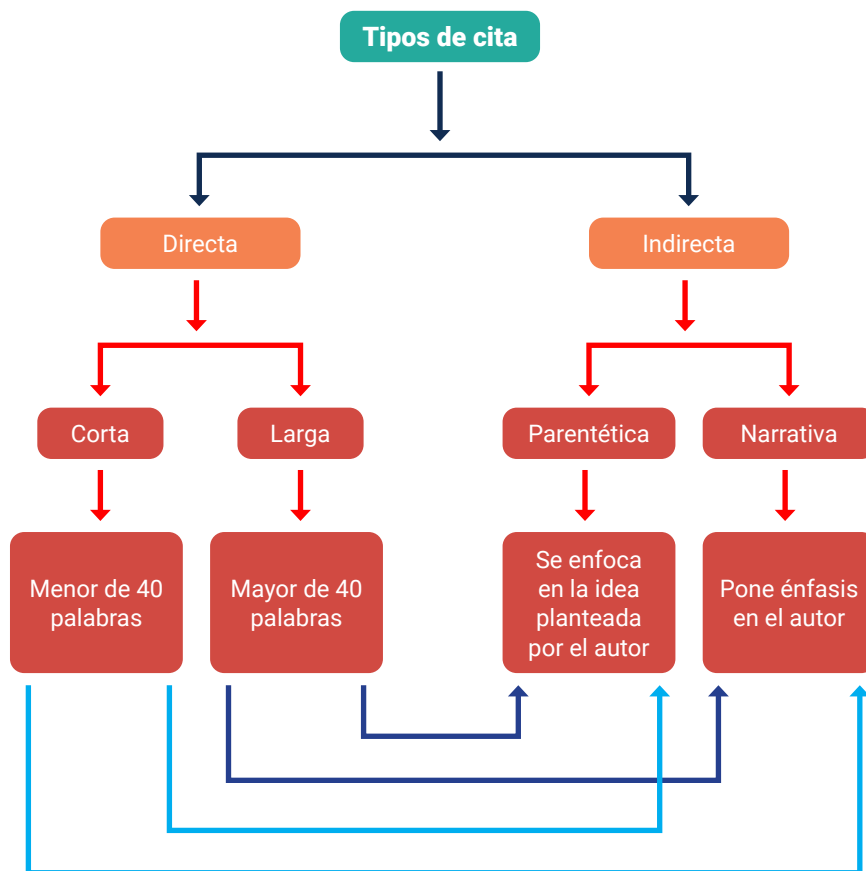 Tipos de cita
Directa
Indirecta
Corta
Larga
Parentética
Narrativa
Menor de 40
palabras
Mayor de 40
palabras
Se enfoca
en la idea
planteada
por el autor
Pone énfasis
en el autor